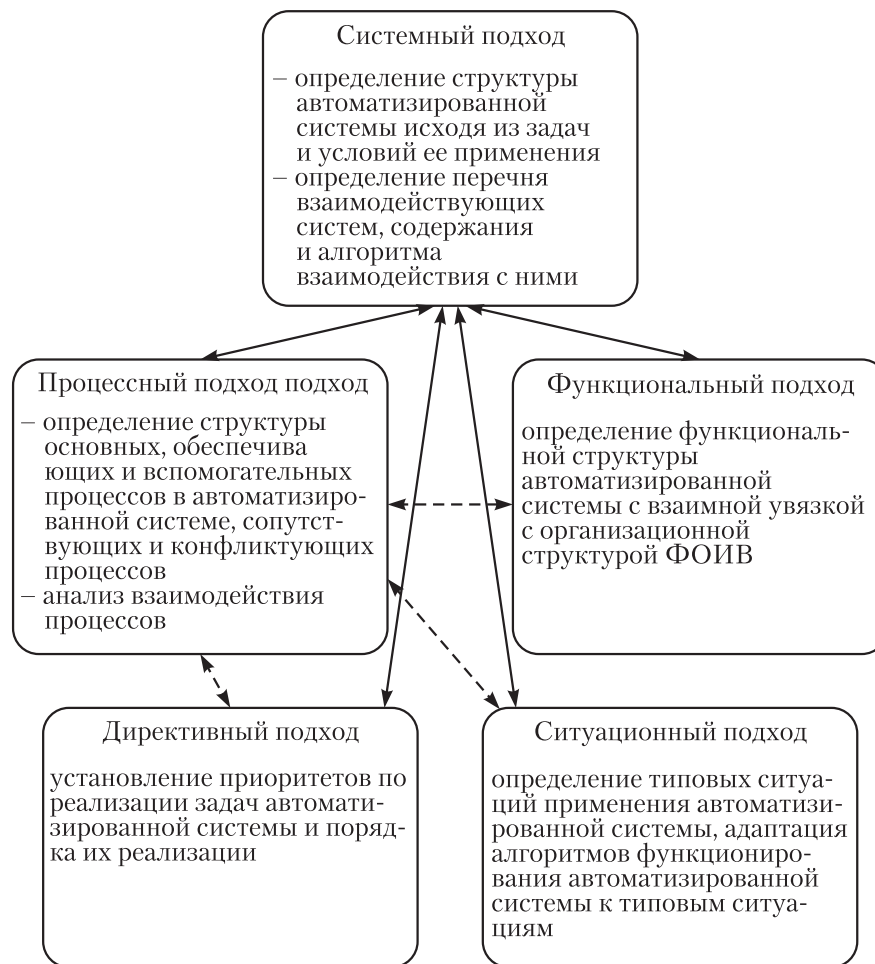 Системный подход
– определение структуры
автоматизированной
системы исходя из задач
и условий ее применения
– определение перечня
взаимодействующих
систем, содержания
и алгоритма
взаимодействия с ними
Процессный подход подход
– определение структуры
основных, обеспечива
ющих и вспомогательных
процессов в автоматизиро-
ванной системе, сопутст-
вующих и конфликтующих
процессов
– анализ взаимодействия
процессов
Функциональный подход
определение функциональ-
ной структуры
автоматизированной
системы с взаимной увязкой
с организационной
структурой ФОИВ
Директивный подход
установление приоритетов по
реализации задач автомати-
зированной системы и поряд-
ка их реализации
Ситуационный подход
определение типовых ситуа-
ций применения автоматизи-
рованной системы, адаптация
алгоритмов функциониро-
вания автоматизированной
системы к типовым ситуа-
циям